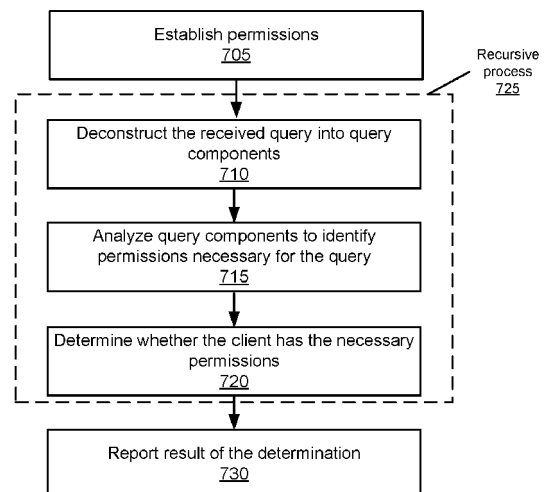 Establish permissions
705
Recursive
process
725
Deconstruct the received query into query
components
710
Analyze query components to identify
permissions necessary for the query
715
Determine whether the client has the necessary
permissions
720
Report result of the determination
730